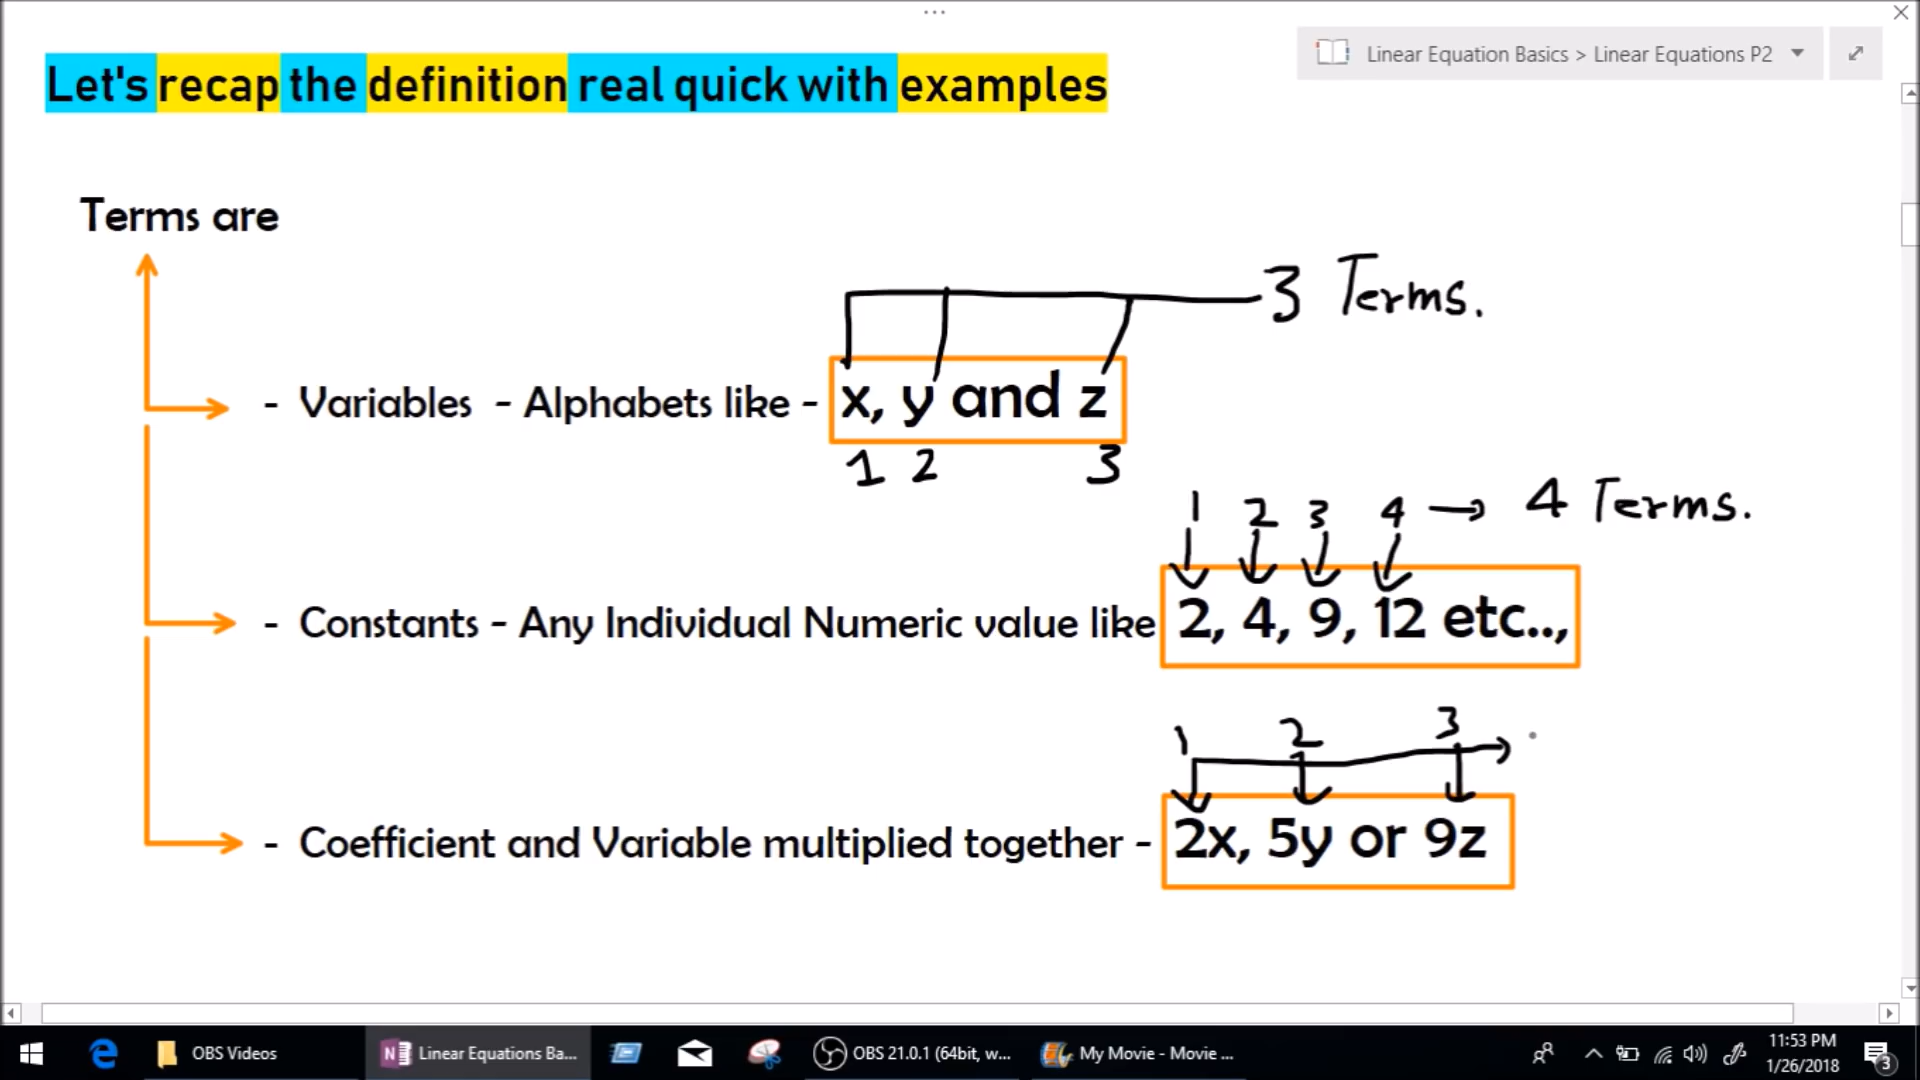 Let's recap the definition real quick with examples
Linear Equation Basics > Linear Equations P2
Terms are
3 Terms.
- Variables - Alphabets like - x, y and z
1 2 3
1 2 3 4 → 4 Terms.
- Constants - Any Individual Numeric value like 2, 4, 9, 12 etc..,
1 2 3
- Coefficient and Variable multiplied together - 2x, 5y or 9z
OBS Videos
Linear Equations Ba...
OBS 21.0.1 (64bit, w...
My Movie - Movie ...
11:53 PM
1/26/2018
3